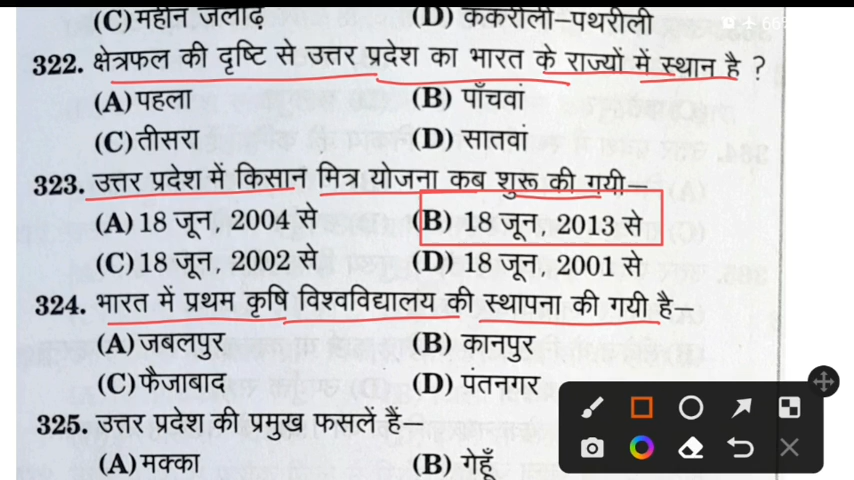 (C) महीन जलोढ़ (D) ककरीली-पथरीली
322. क्षेत्रफल की दृष्टि से उत्तर प्रदेश का भारत के राज्यों में स्थान है ?
(A) पहला (B) पाँचवां
(C) तीसरा (D) सातवां
323. उत्तर प्रदेश में किसान मित्र योजना कब शुरू की गयी–
(A) 18 जून, 2004 से (B) 18 जून, 2013 से
(C) 18 जून, 2002 से (D) 18 जून, 2001 से
324. भारत में प्रथम कृषि विश्वविद्यालय की स्थापना की गयी है-
(A) जबलपुर (B) कानपुर
(C) फैजाबाद (D) पंतनगर
325. उत्तर प्रदेश की प्रमुख फसलें हैं–
(A) मक्का (B) गेहूँ